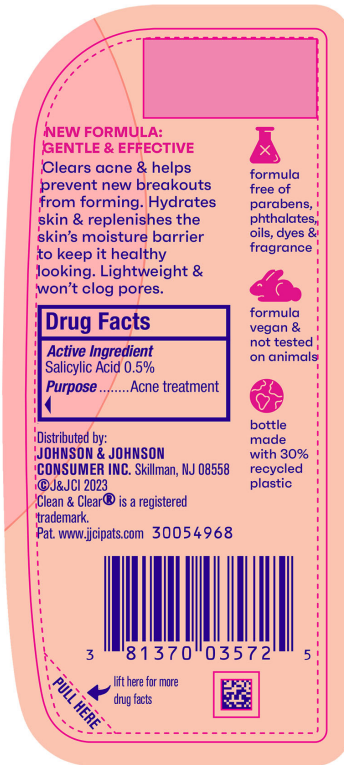 NEW FORMULA:
GENTLE & EFFECTIVE
Clears acne & helps
prevent new breakouts
from forming. Hydrates
skin & replenishes the
skin's moisture barrier
to keep it healthy
looking. Lightweight &
won't clog pores.
Drug Facts
Active Ingredient
Salicylic Acid 0.5%
Purpose ........Acne treatment
Distributed by:
JOHNSON & JOHNSON
CONSUMER INC. Skillman, NJ 08558
©J&JCI 2023
Clean & Clear® is a registered
trademark.
Pat. www.jjcipats.com 30054968
formula
free of
parabens,
phthalates,
oils, dyes &
fragrance
formula
vegan &
not tested
on animals
bottle
made
with 30%
recycled
plastic
3 81370 03572 5
PULL HERE
lift here for more
drug facts